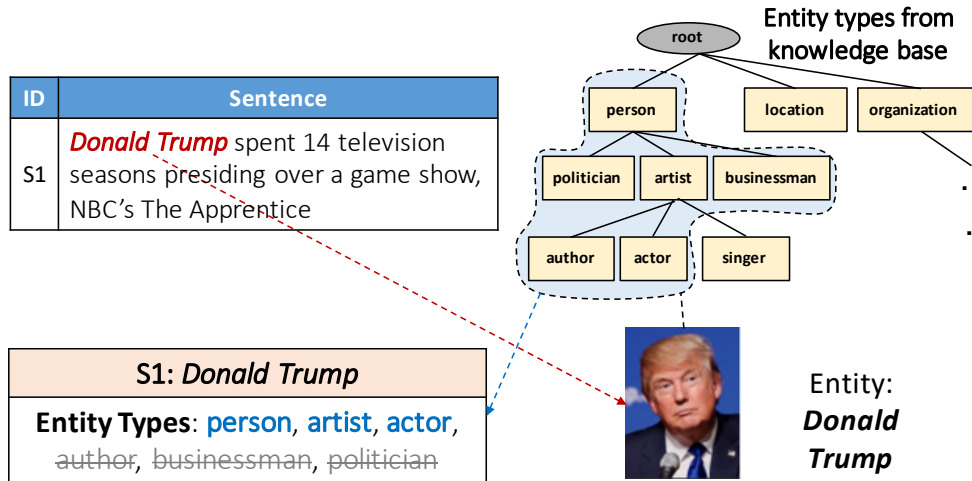 Entity types from
knowledge base
root
ID Sentence
S1 Donald Trump spent 14 television
seasons presiding over a game show,
NBC's The Apprentice
person location organization
politician artist businessman
author actor singer
.
.
S1: Donald Trump
Entity Types: person, artist, actor,
author, businessman, politician
Entity:
Donald
Trump